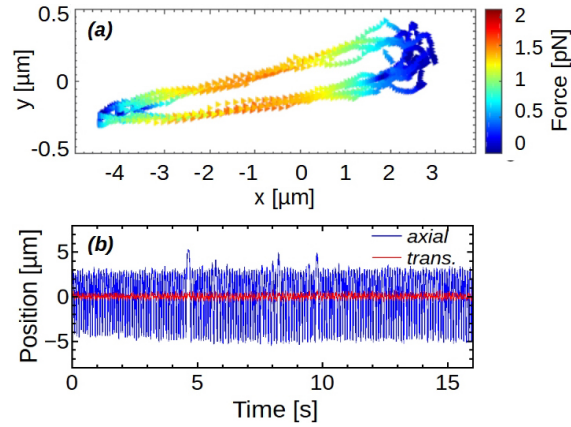 (a)
0.5
0
-0.5
y [µm]
-4 -3 -2 -1 0 1 2 3
x [µm]
2
1.5
1
0.5
0
Force [pN]
(b)
axial
trans.
5
0
−5
Position [µm]
0 5 10 15
Time [s]